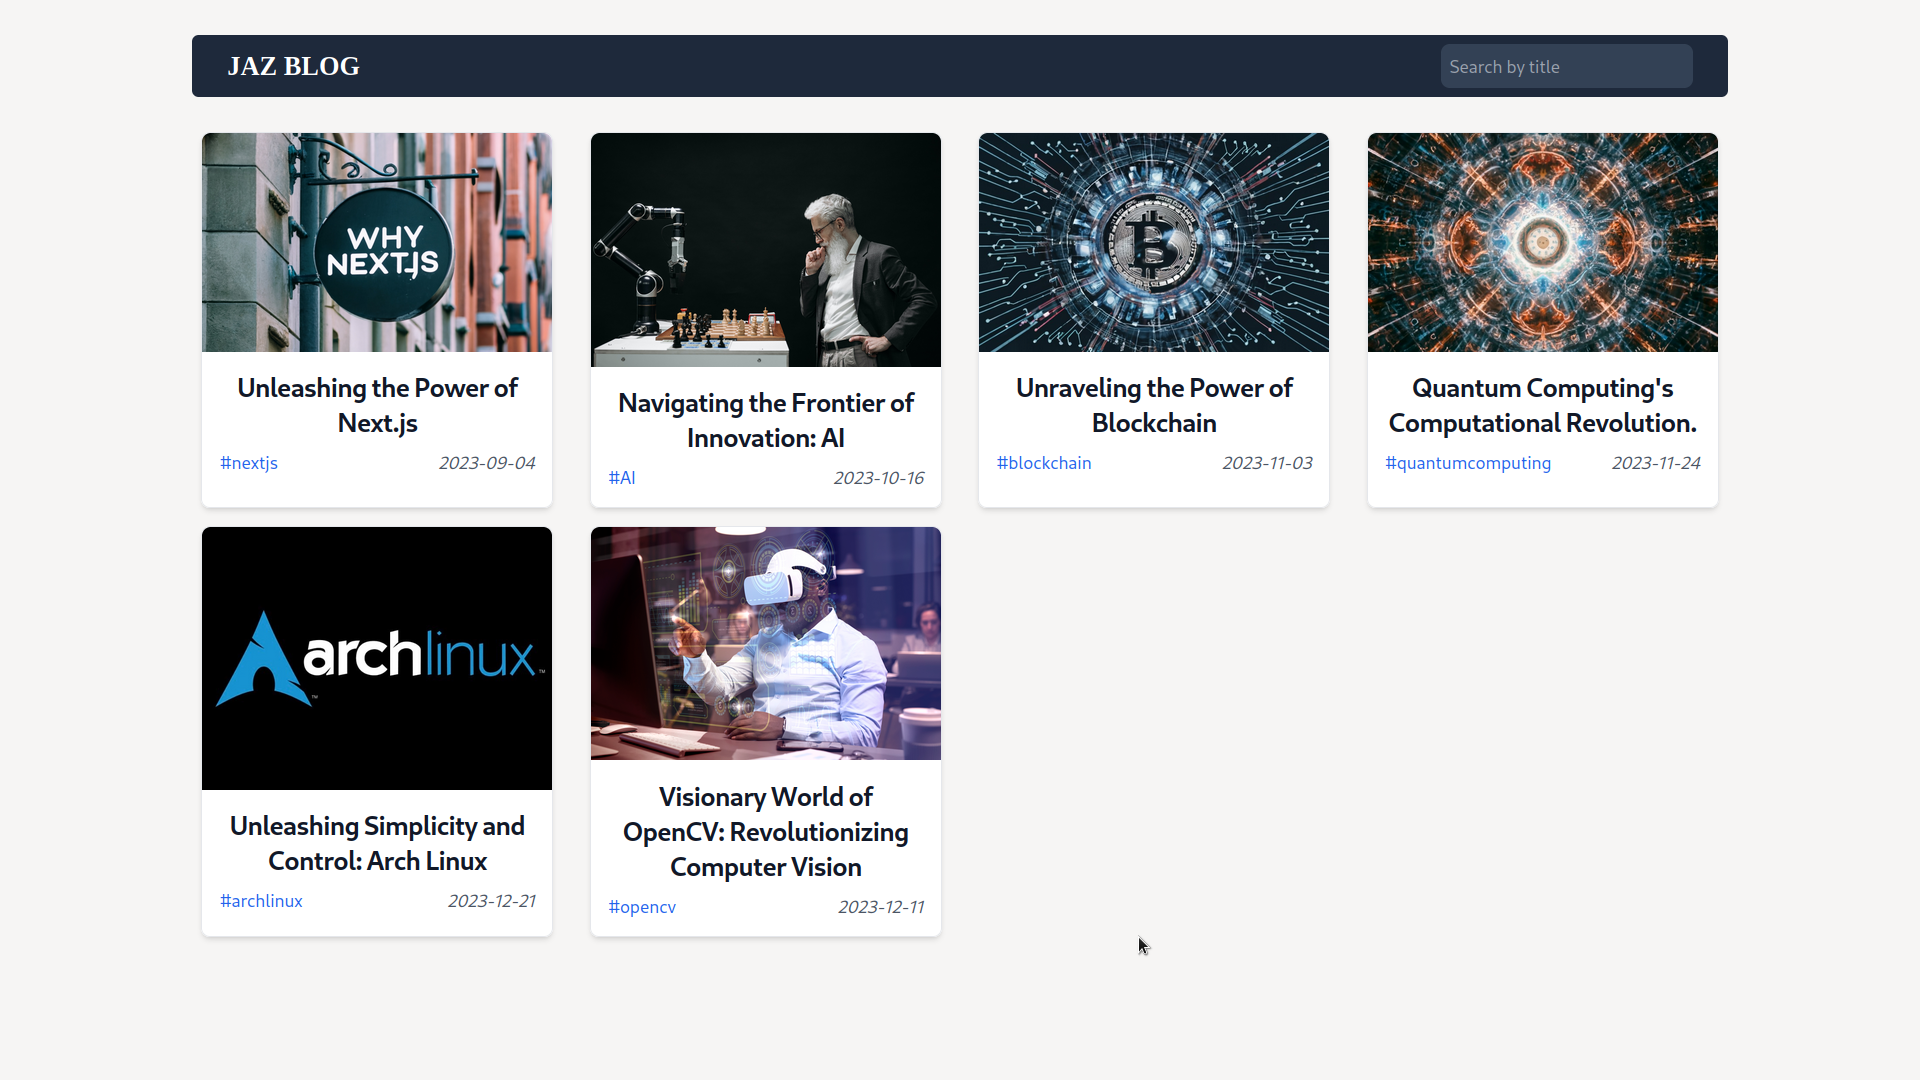 JAZ BLOG
Search by title
WHY
NEXT.JS
Unleashing the Power of
Next.js
#nextjs 2023-09-04
Navigating the Frontier of
Innovation: AI
#AI 2023-10-16
B
Unraveling the Power of
Blockchain
#blockchain 2023-11-03
Quantum Computing's
Computational Revolution.
#quantumcomputing 2023-11-24
archlinux™
™
Unleashing Simplicity and
Control: Arch Linux
#archlinux 2023-12-21
Visionary World of
OpenCV: Revolutionizing
Computer Vision
#opencv 2023-12-11